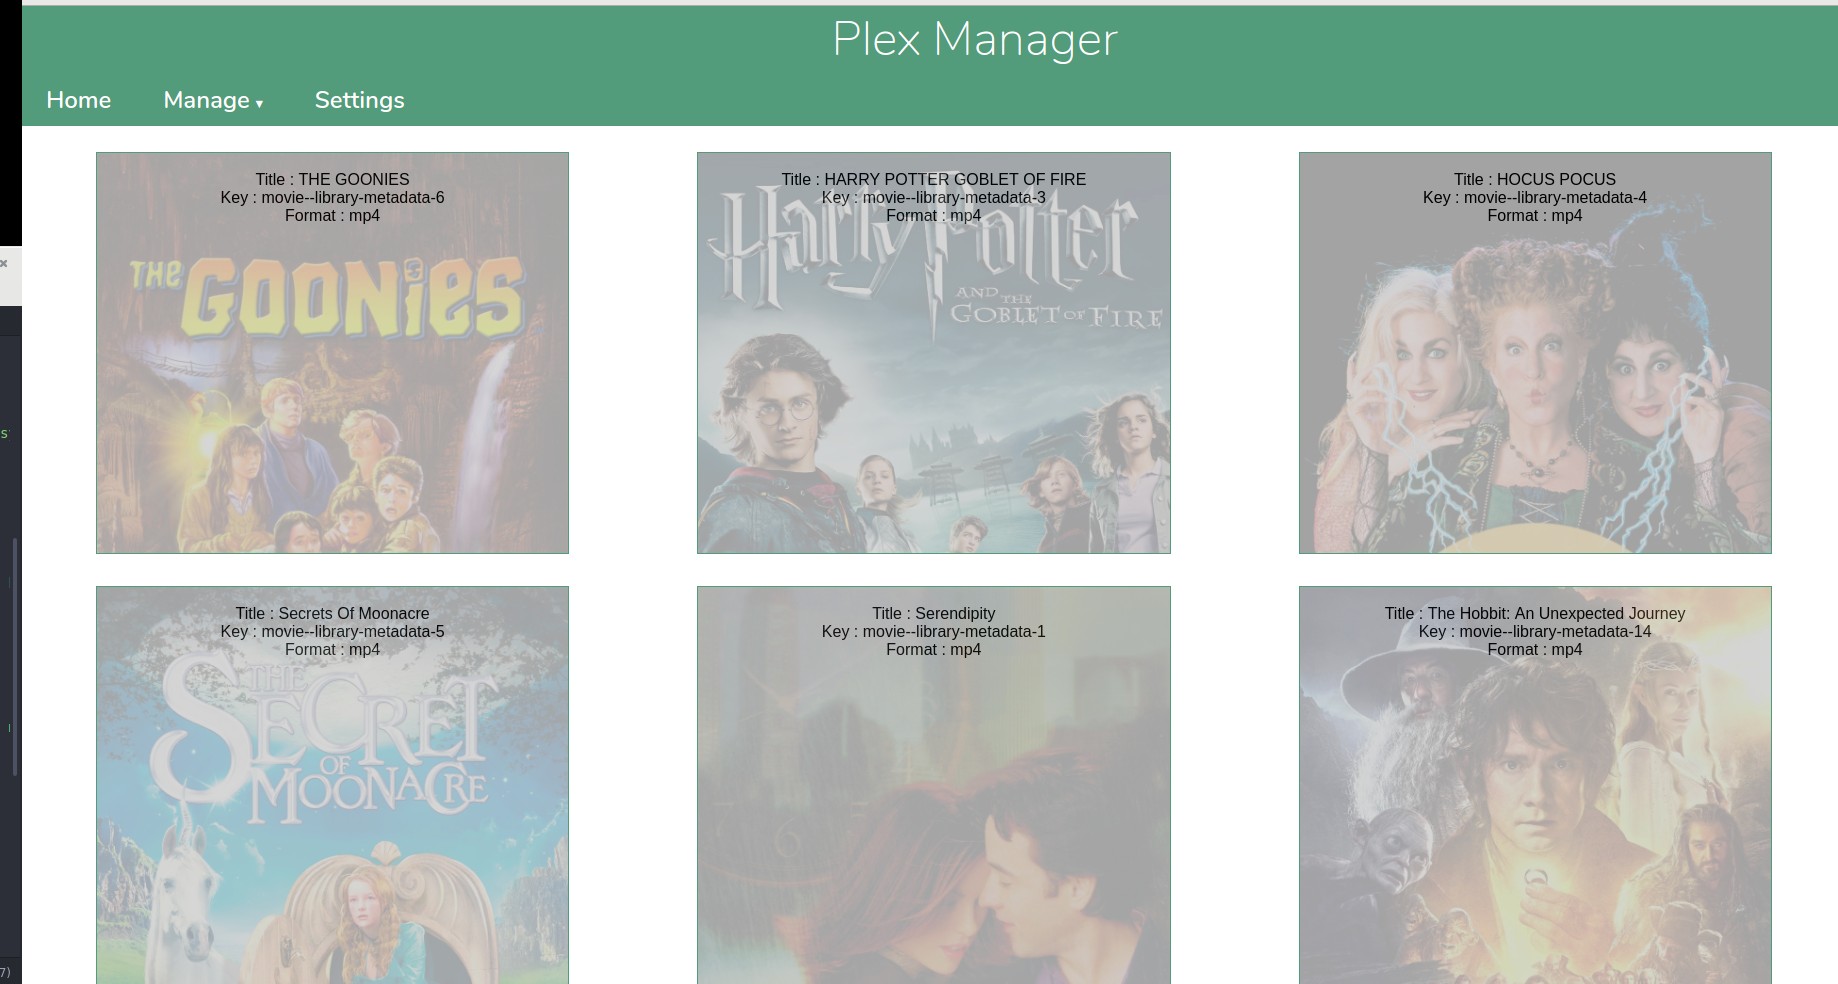 Plex Manager
Home Manage ▾ Settings
Title : THE GOONIES
Key : movie--library-metadata-6
Format : mp4
THE GOONIES
Title : HARRY POTTER GOBLET OF FIRE
Key : movie--library-metadata-3
Format : mp4
Harry Potter
AND THE
GOBLET OF FIRE
Title : HOCUS POCUS
Key : movie--library-metadata-4
Format : mp4
Title : Secrets Of Moonacre
Key : movie--library-metadata-5
Format : mp4
THE
SECRET
OF
MOONACRE
Title : Serendipity
Key : movie--library-metadata-1
Format : mp4
Title : The Hobbit: An Unexpected Journey
Key : movie--library-metadata-14
Format : mp4
s'
7)